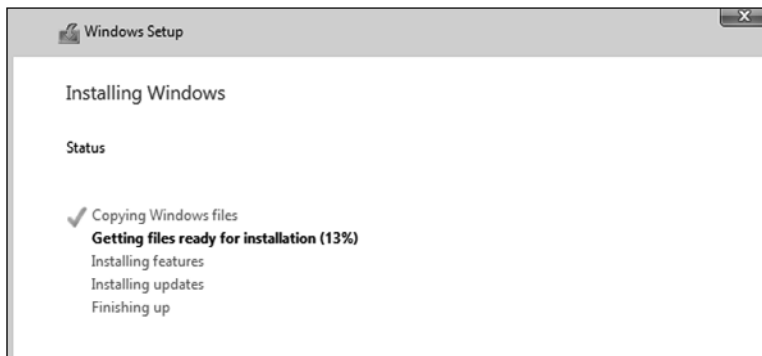 Windows Setup
Installing Windows
Status
Copying Windows files
Getting files ready for installation (13%)
Installing features
Installing updates
Finishing up